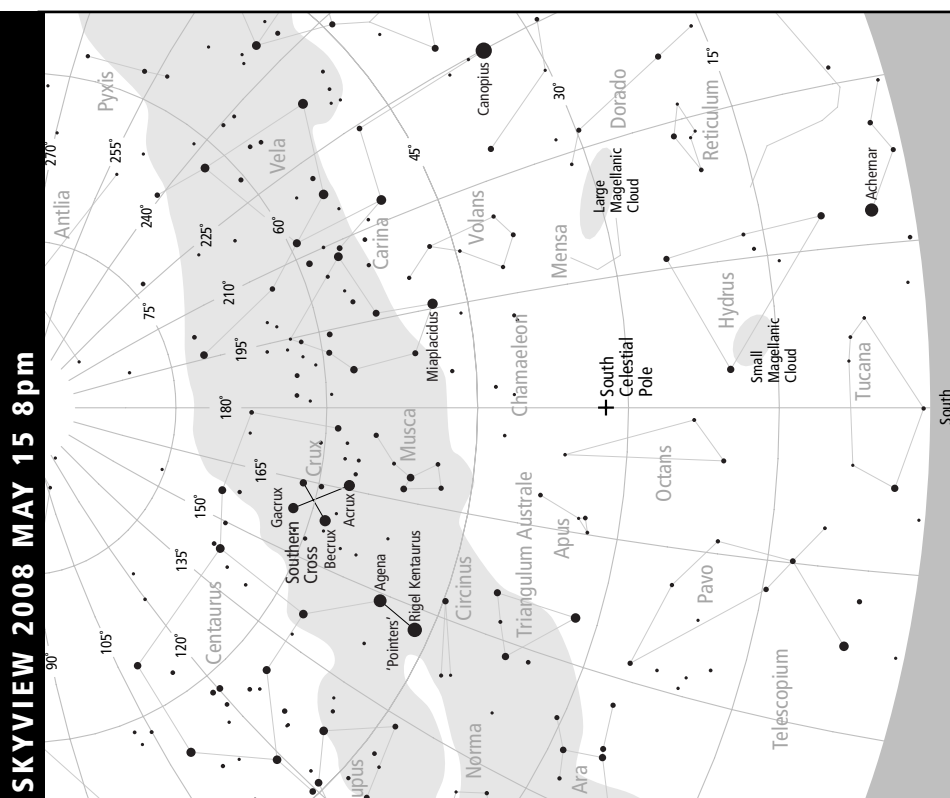 SKYVIEW 2008 MAY 15 8pm
Pyxis
Antlia
270°
255°
240°
225°
210°
195°
180°
165°
150°
135°
120°
105°
90°
75°
60°
45°
30°
15°
Vela
Carina
Canopius
Dorado
Reticulum
Large
Magellanic
Cloud
Achernar
Volans
Mensa
Miaplacidus
Chamaeleon
Hydrus
Small
Magellanic
Cloud
South
Celestial
Pole
Tucana
South
Musca
Crux
Gacrux
Southern
Cross
Becrux
Acrux
Centaurus
Agena
'Pointers'
Rigel Kentaurus
Circinus
Triangulum Australe
Apus
Octans
Pavo
Telescopium
Norma
Ara
upus